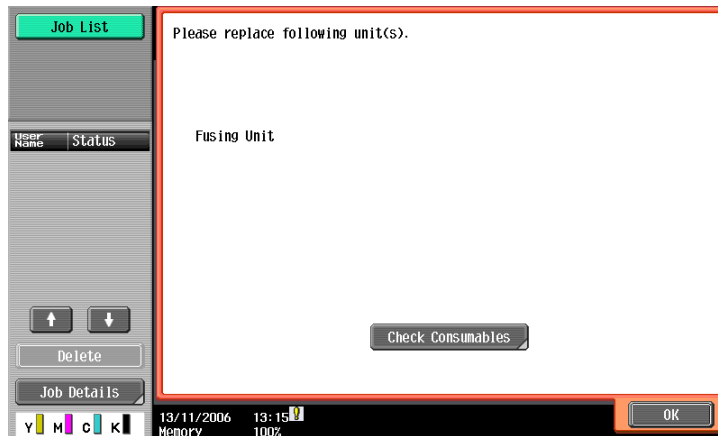 Job List
Please replace following unit(s).
User Name Status
Fusing Unit
Check Consumables
Delete
Job Details
Y M C K
13/11/2006 13:15
Memory 100%
OK